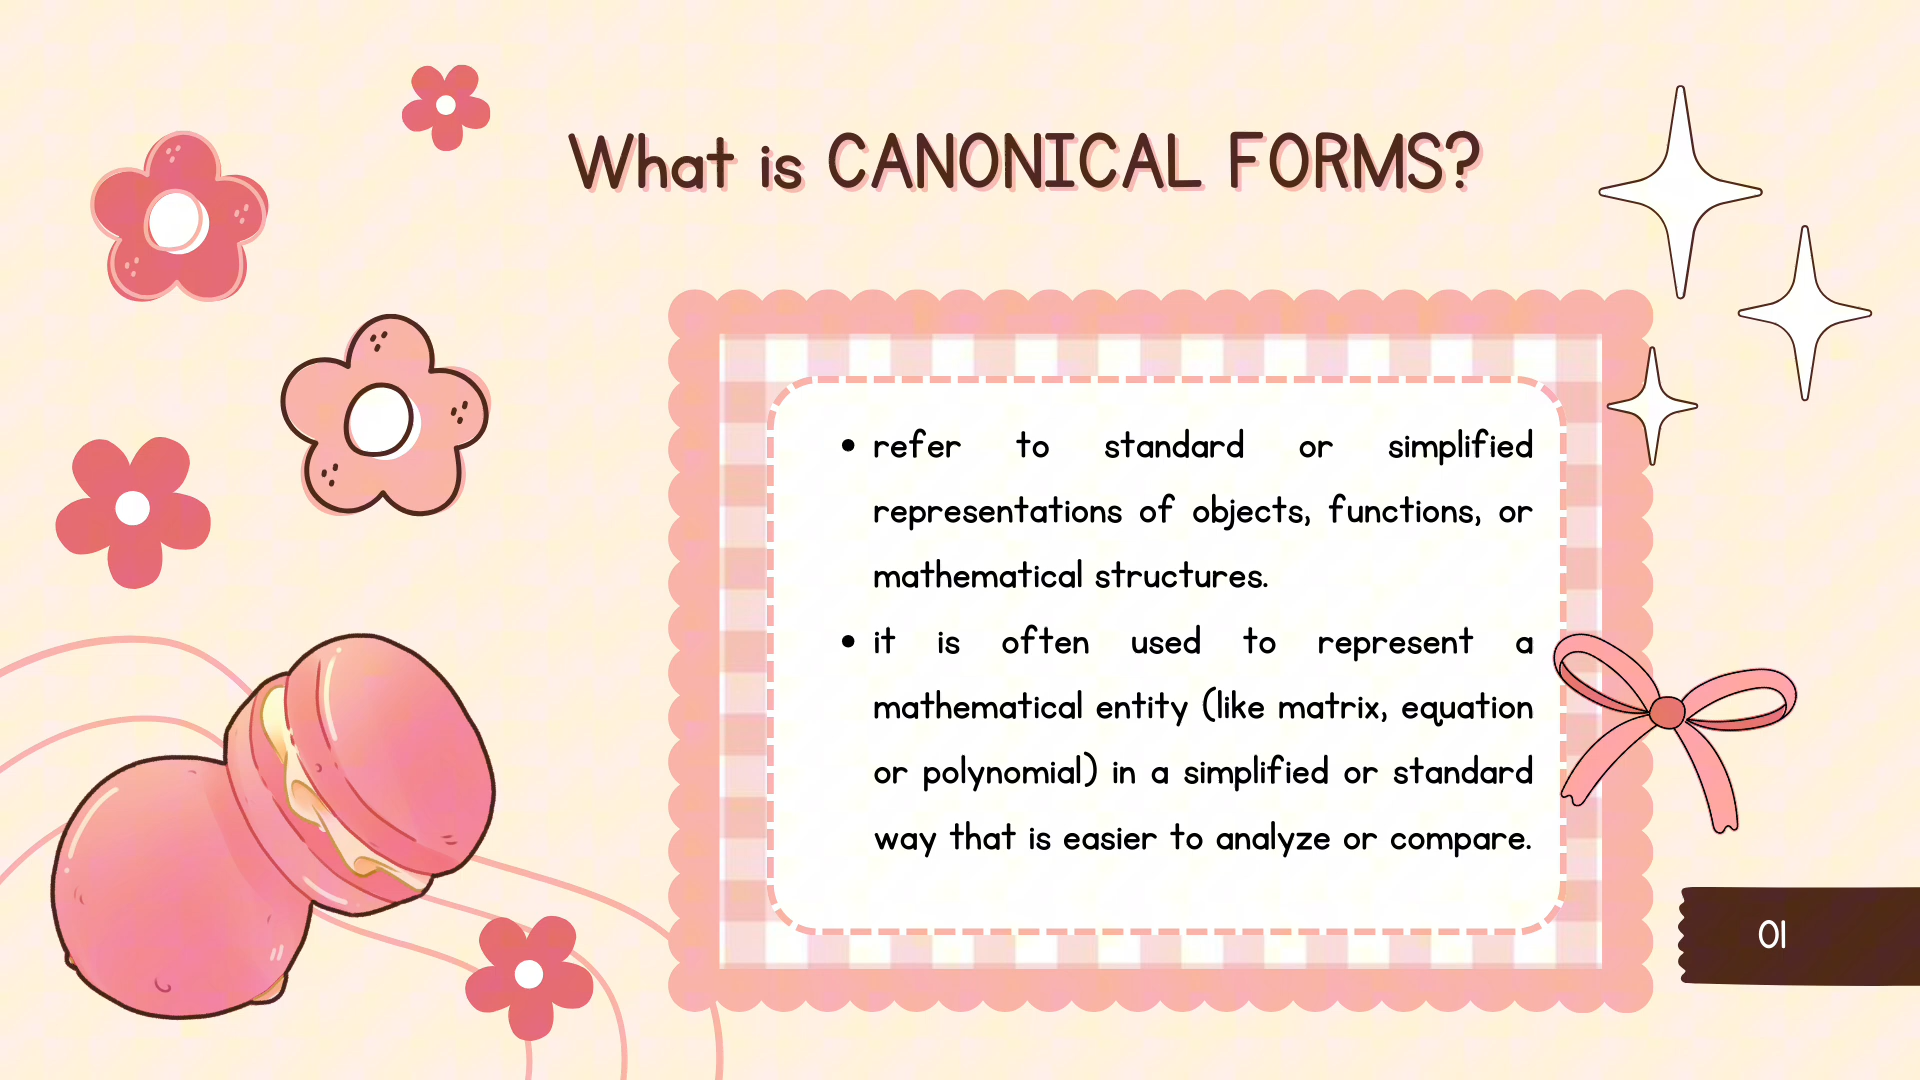 What is CANONICAL FORMS?
• refer to standard or simplified
representations of objects, functions, or
mathematical structures.
• it is often used to represent a
mathematical entity (like matrix, equation
or polynomial) in a simplified or standard
way that is easier to analyze or compare.
01